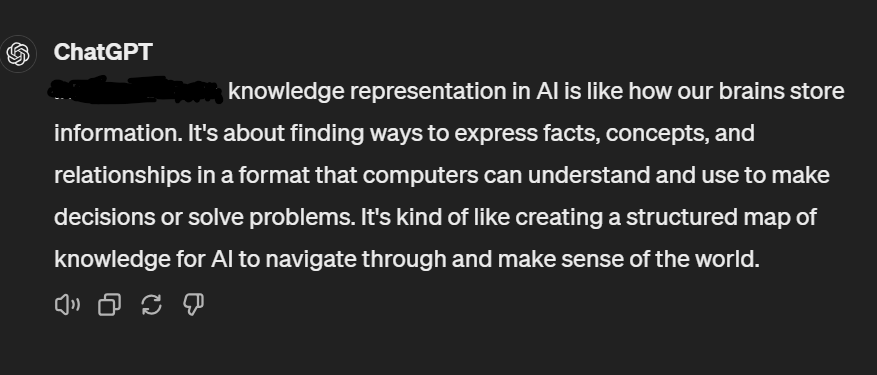 ChatGPT
knowledge representation in AI is like how our brains store
information. It's about finding ways to express facts, concepts, and
relationships in a format that computers can understand and use to make
decisions or solve problems. It's kind of like creating a structured map of
knowledge for AI to navigate through and make sense of the world.